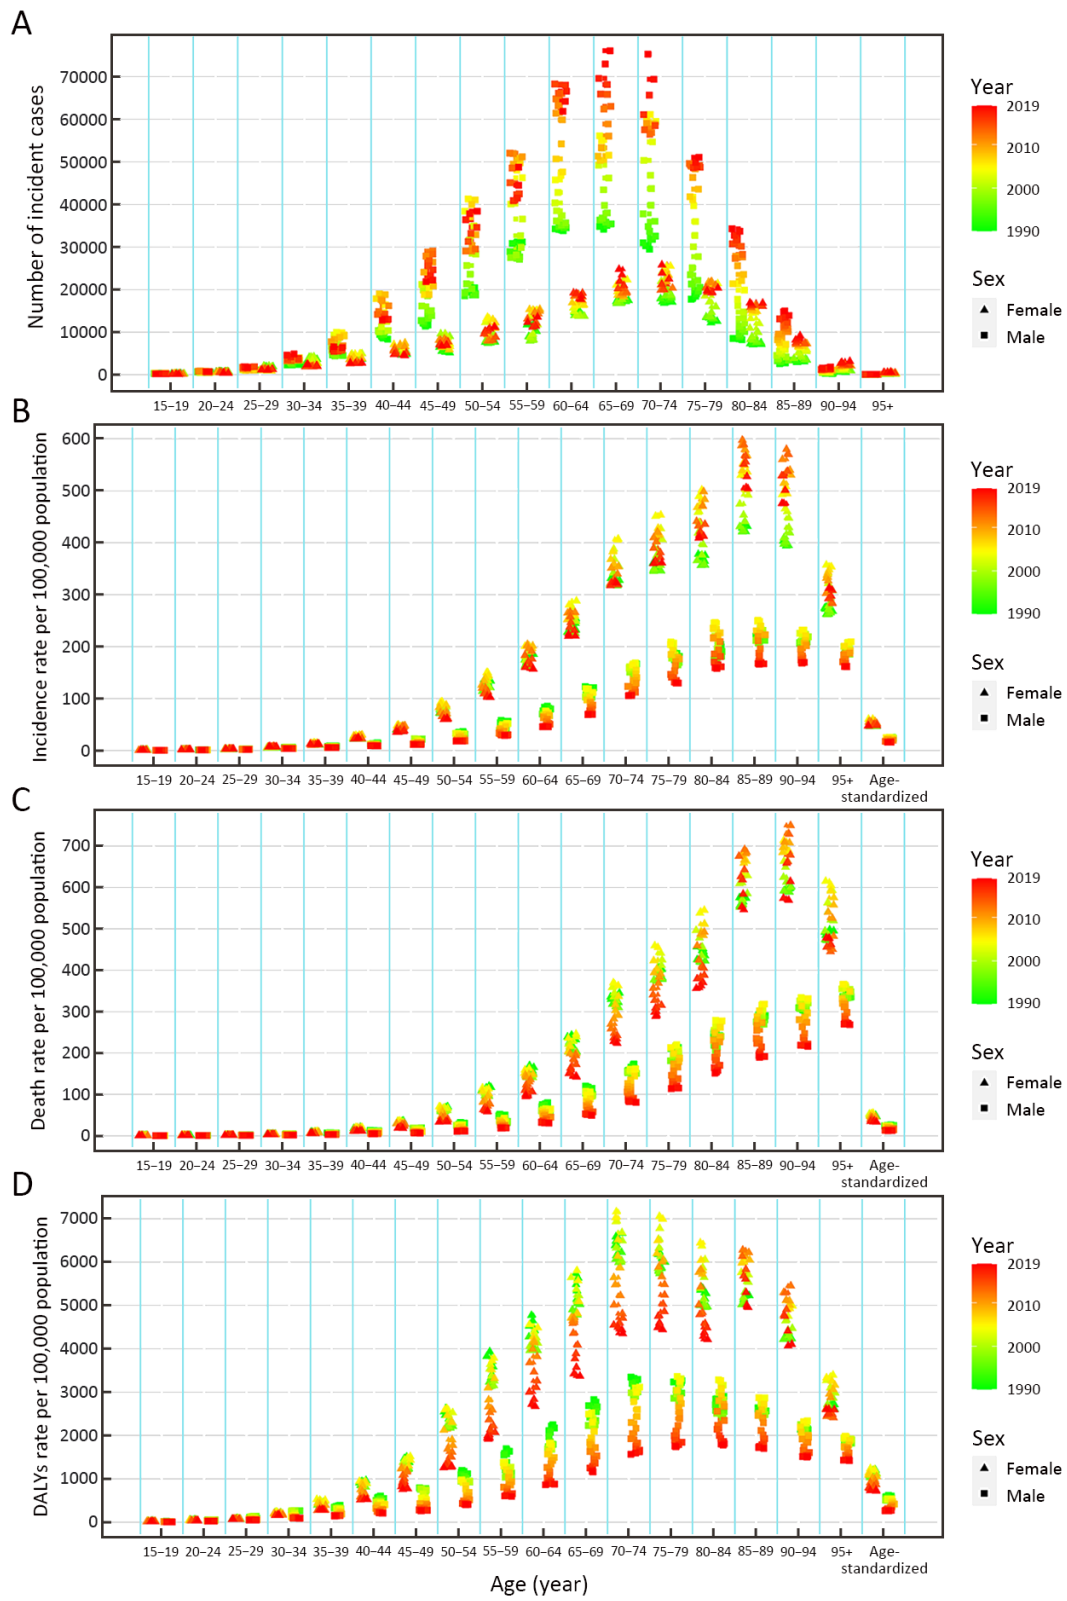 A
Number of incident cases
70000
60000
50000
40000
30000
20000
10000
0
15–19 20–24 25–29 30–34 35–39 40–44 45–49 50–54 55–59 60–64 65–69 70–74 75–79 80–84 85–89 90–94 95+
Year
2019
2010
2000
1990
Sex
Female
Male
B
Incidence rate per 100,000 population
600
500
400
300
200
100
0
15–19 20–24 25–29 30–34 35–39 40–44 45–49 50–54 55–59 60–64 65–69 70–74 75–79 80–84 85–89 90–94 95+ Age-
standardized
Year
2019
2010
2000
1990
Sex
Female
Male
C
Death rate per 100,000 population
700
600
500
400
300
200
100
0
15–19 20–24 25–29 30–34 35–39 40–44 45–49 50–54 55–59 60–64 65–69 70–74 75–79 80–84 85–89 90–94 95+ Age-
standardized
Year
2019
2010
2000
1990
Sex
Female
Male
D
DALYs rate per 100,000 population
7000
6000
5000
4000
3000
2000
1000
0
15–19 20–24 25–29 30–34 35–39 40–44 45–49 50–54 55–59 60–64 65–69 70–74 75–79 80–84 85–89 90–94 95+ Age-
standardized
Age (year)
Year
2019
2010
2000
1990
Sex
Female
Male